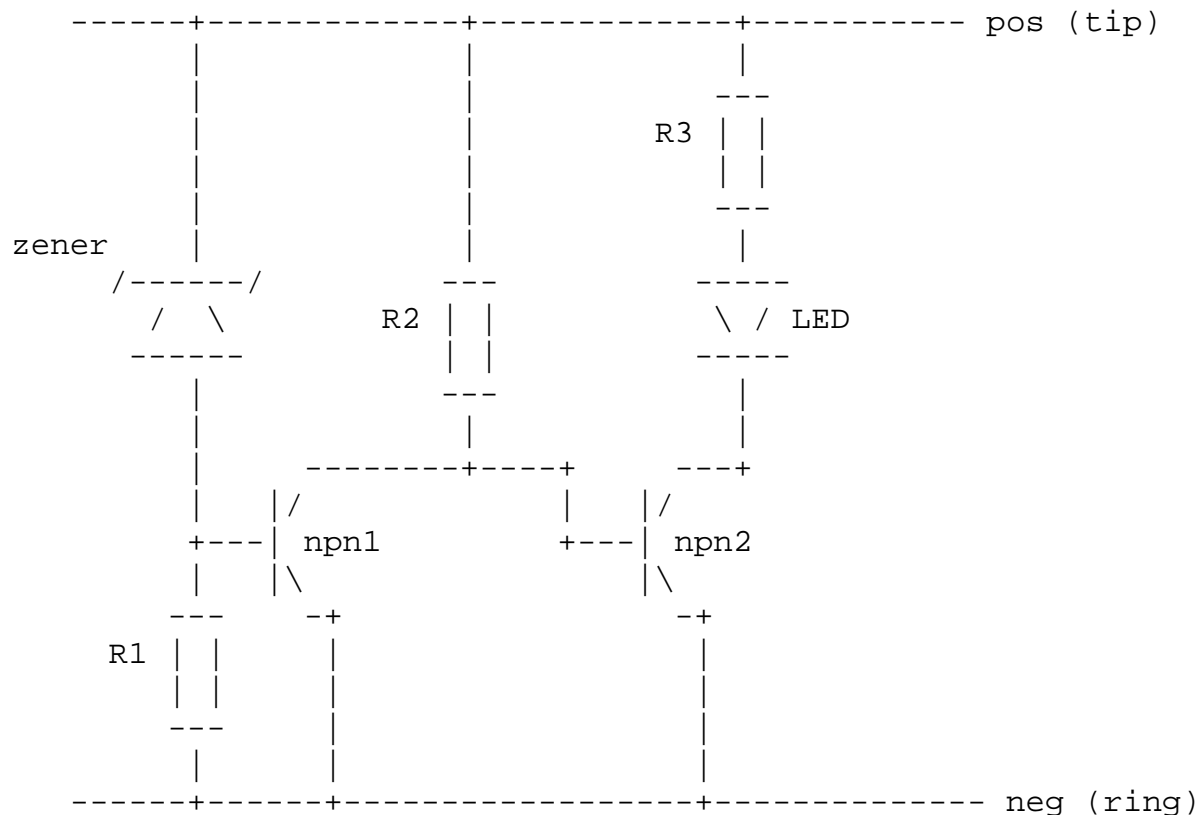 pos (tip)
R3
zener
R2
LED
npn1
npn2
R1
neg (ring)